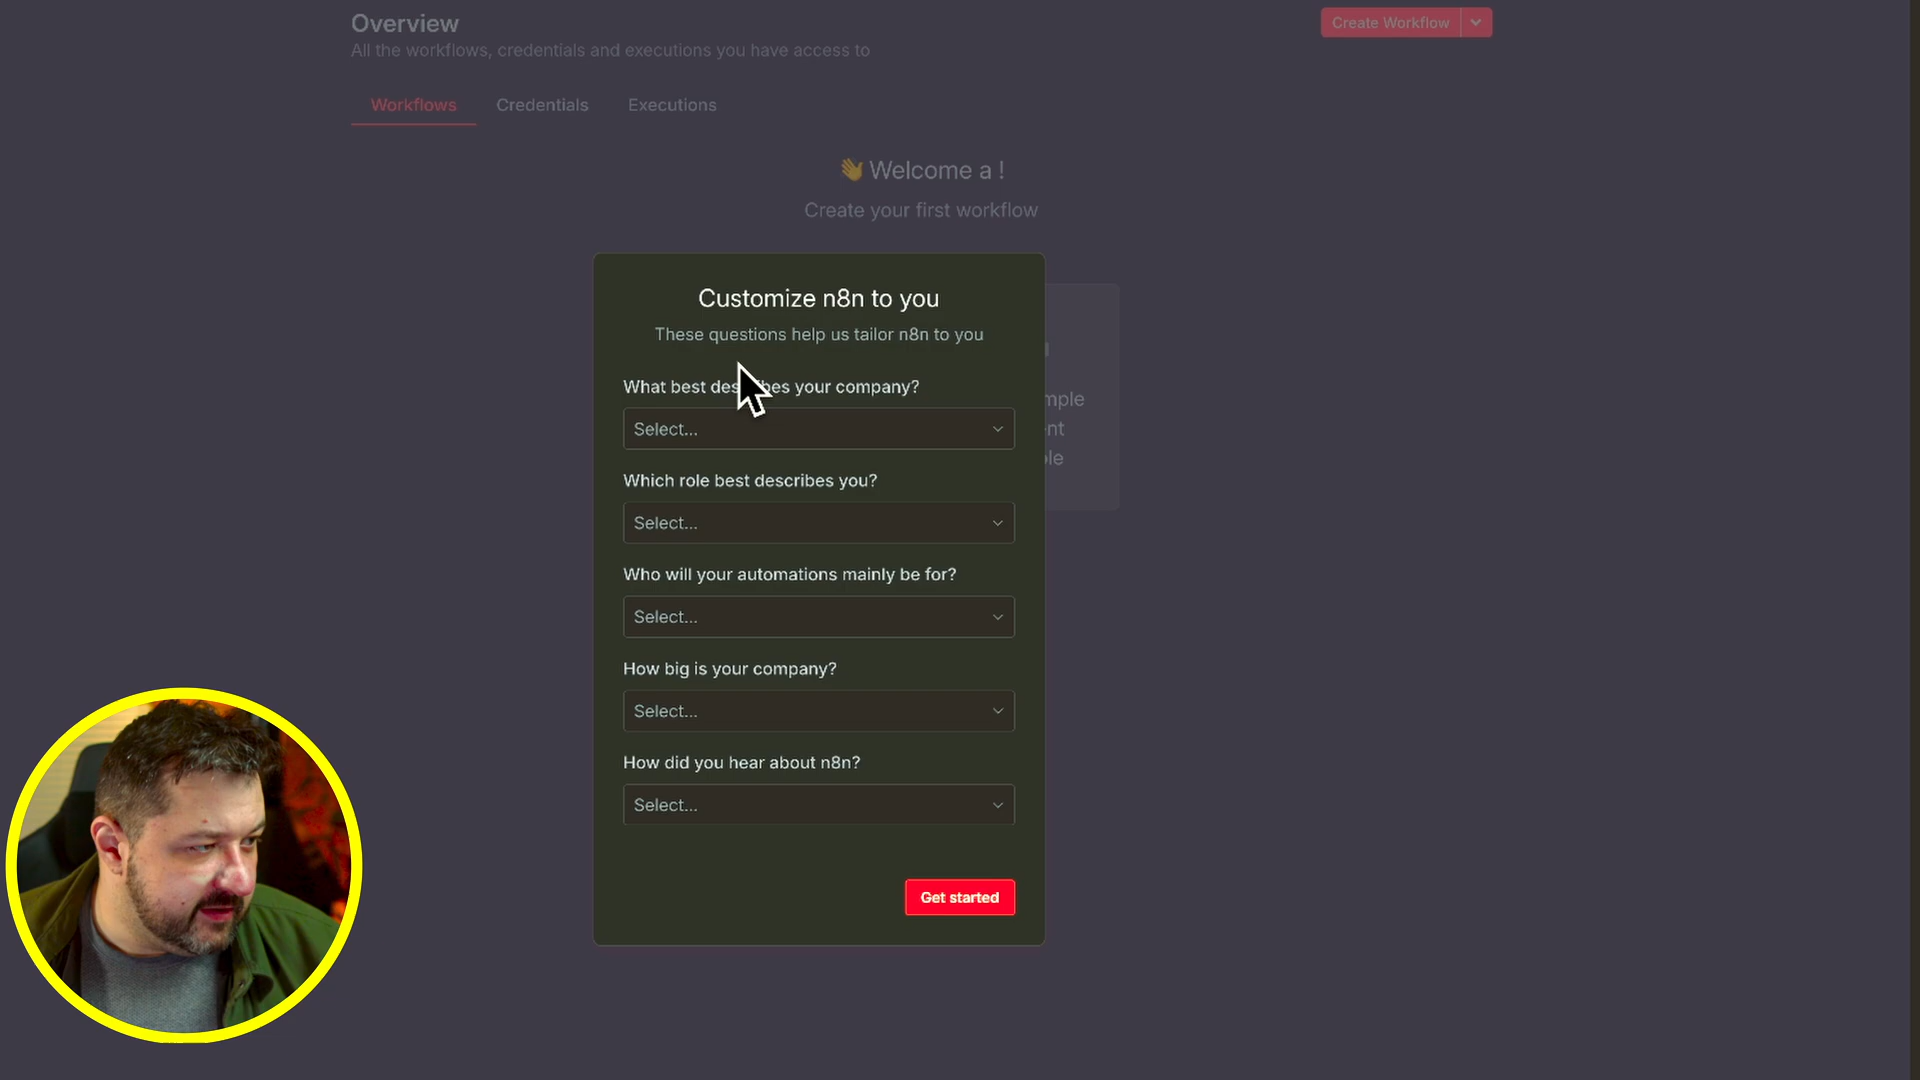 Overview
Create Workflow
All the workflows, credentials and executions you have access to
Workflows
Credentials
Executions
👋 Welcome a !
Create your first workflow
Customize n8n to you
These questions help us tailor n8n to you
What best describes your company?
Select...
Which role best describes you?
Select...
Who will your automations mainly be for?
Select...
How big is your company?
Select...
How did you hear about n8n?
Select...
Get started